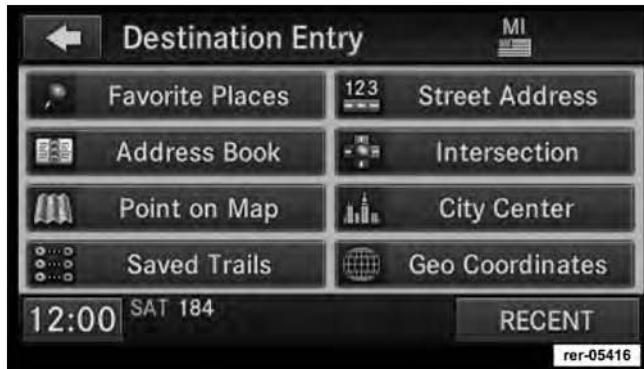 Destination Entry
MI
Favorite Places
123 Street Address
Address Book
Intersection
Point on Map
City Center
Saved Trails
Geo Coordinates
12:00 SAT 184
RECENT
rer-05416